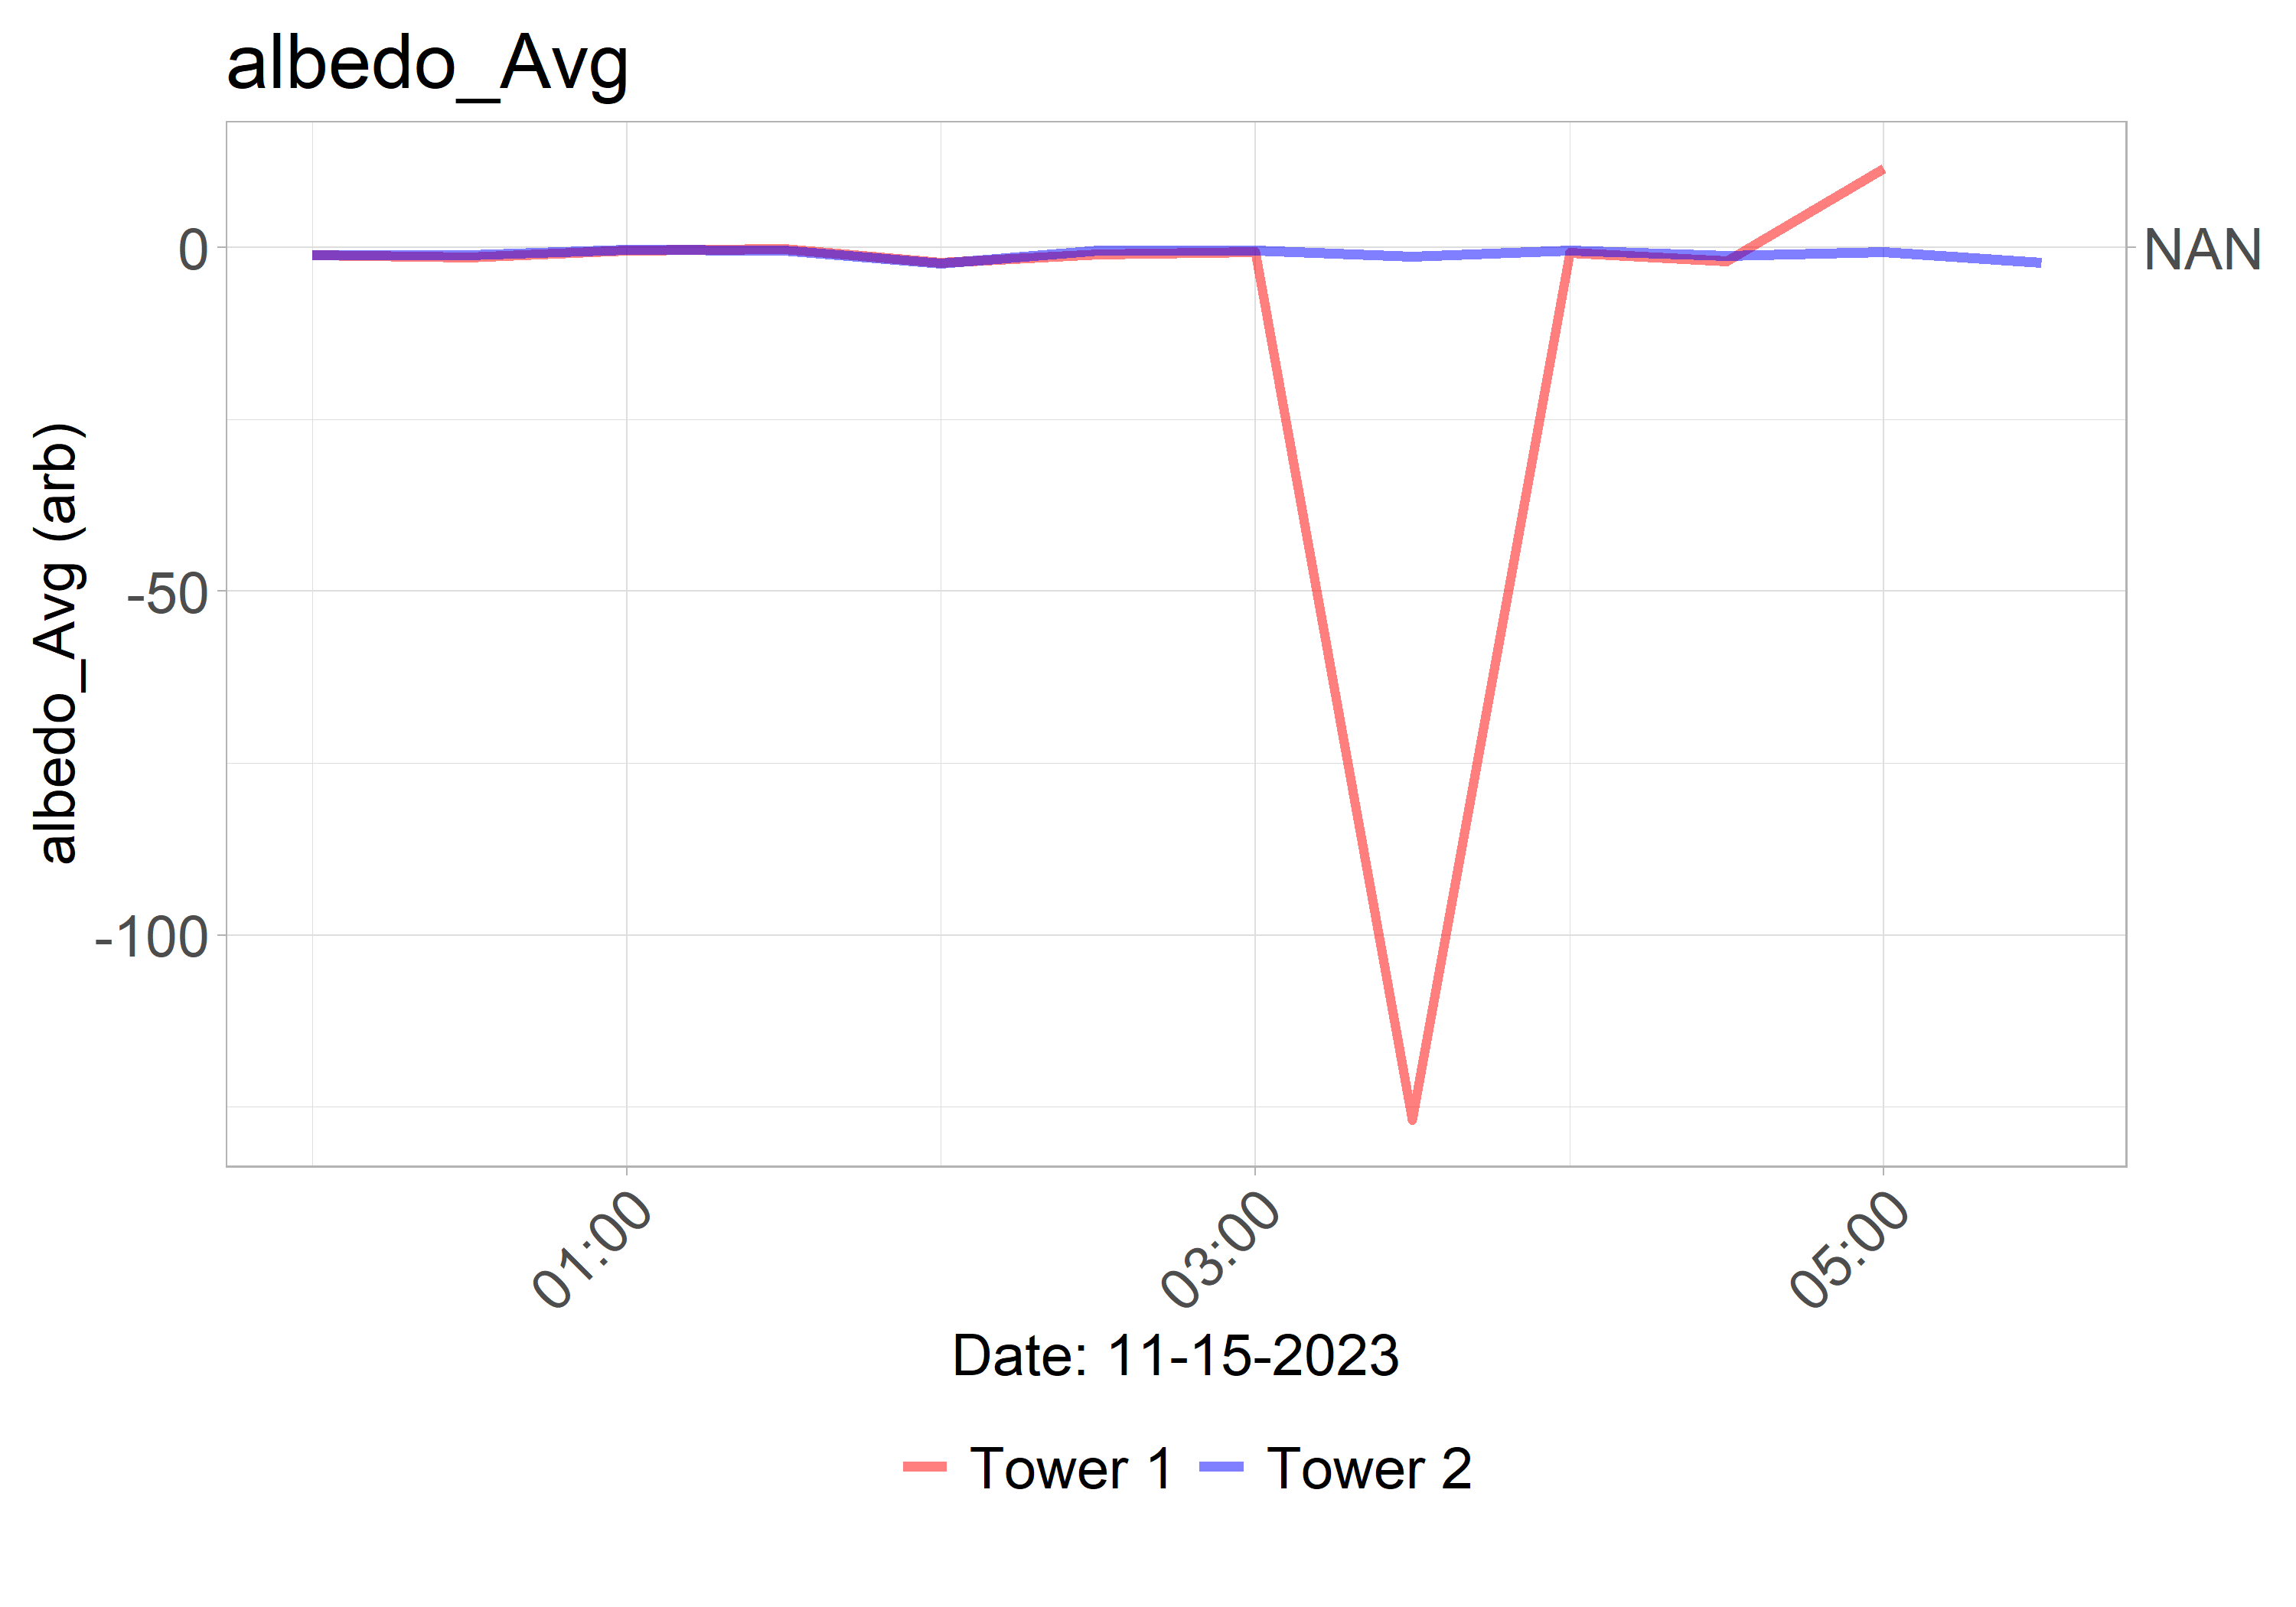 albedo_Avg
albedo_Avg (arb)
0
-50
-100
NAN
01:00
03:00
05:00
Date: 11-15-2023
Tower 1
Tower 2